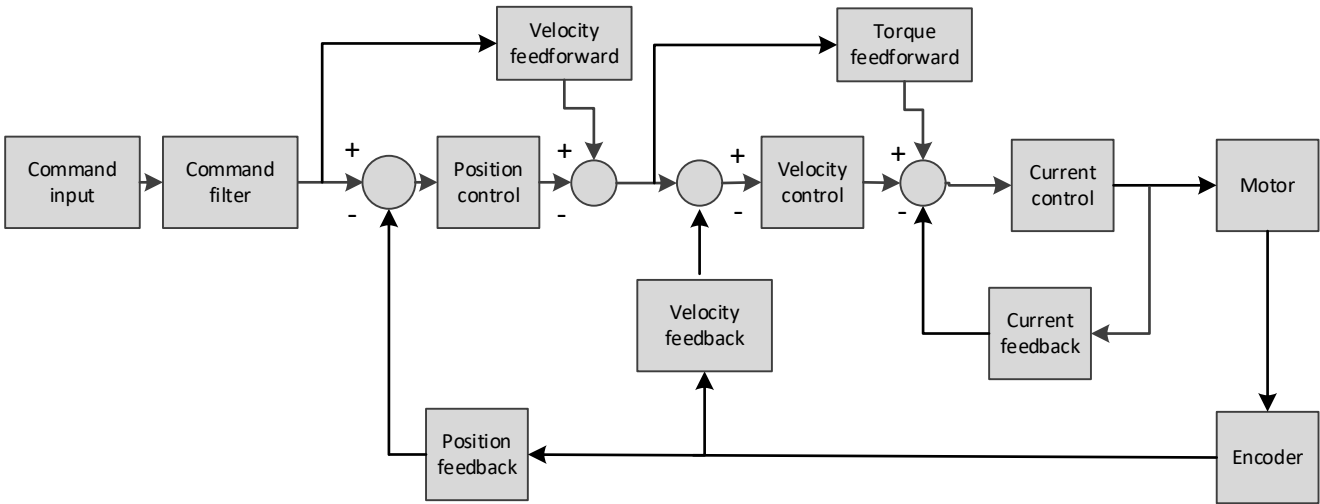 Velocity
feedforward
Torque
feedforward
Command
input
Command
filter
+
-
Position
control
+
-
+
-
Velocity
control
+
-
Current
control
Motor
Velocity
feedback
Current
feedback
Position
feedback
Encoder